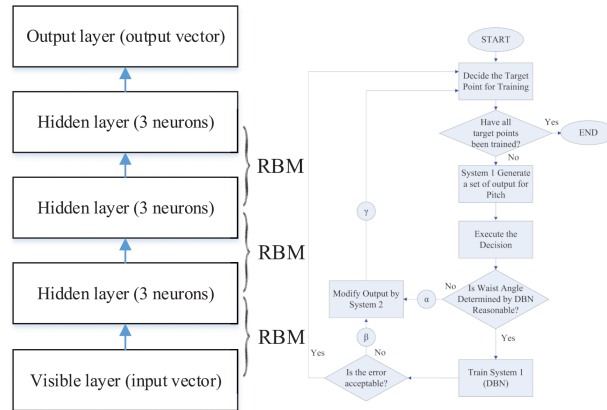 Output layer (output vector)
Hidden layer (3 neurons)
Hidden layer (3 neurons)
Hidden layer (3 neurons)
Visible layer (input vector)
RBM
RBM
RBM
START
Decide the Target
Point for Training
Have all
target points
been trained?
Yes
END
No
System 1 Generate
a set of output for
Pitch
Execute the
Decision
Is Waist Angle
Determined by DBN
Reasonable?
No
α
Modify Output by
System 2
γ
β
Yes
Train System 1
(DBN)
Is the error
acceptable?
No
Yes